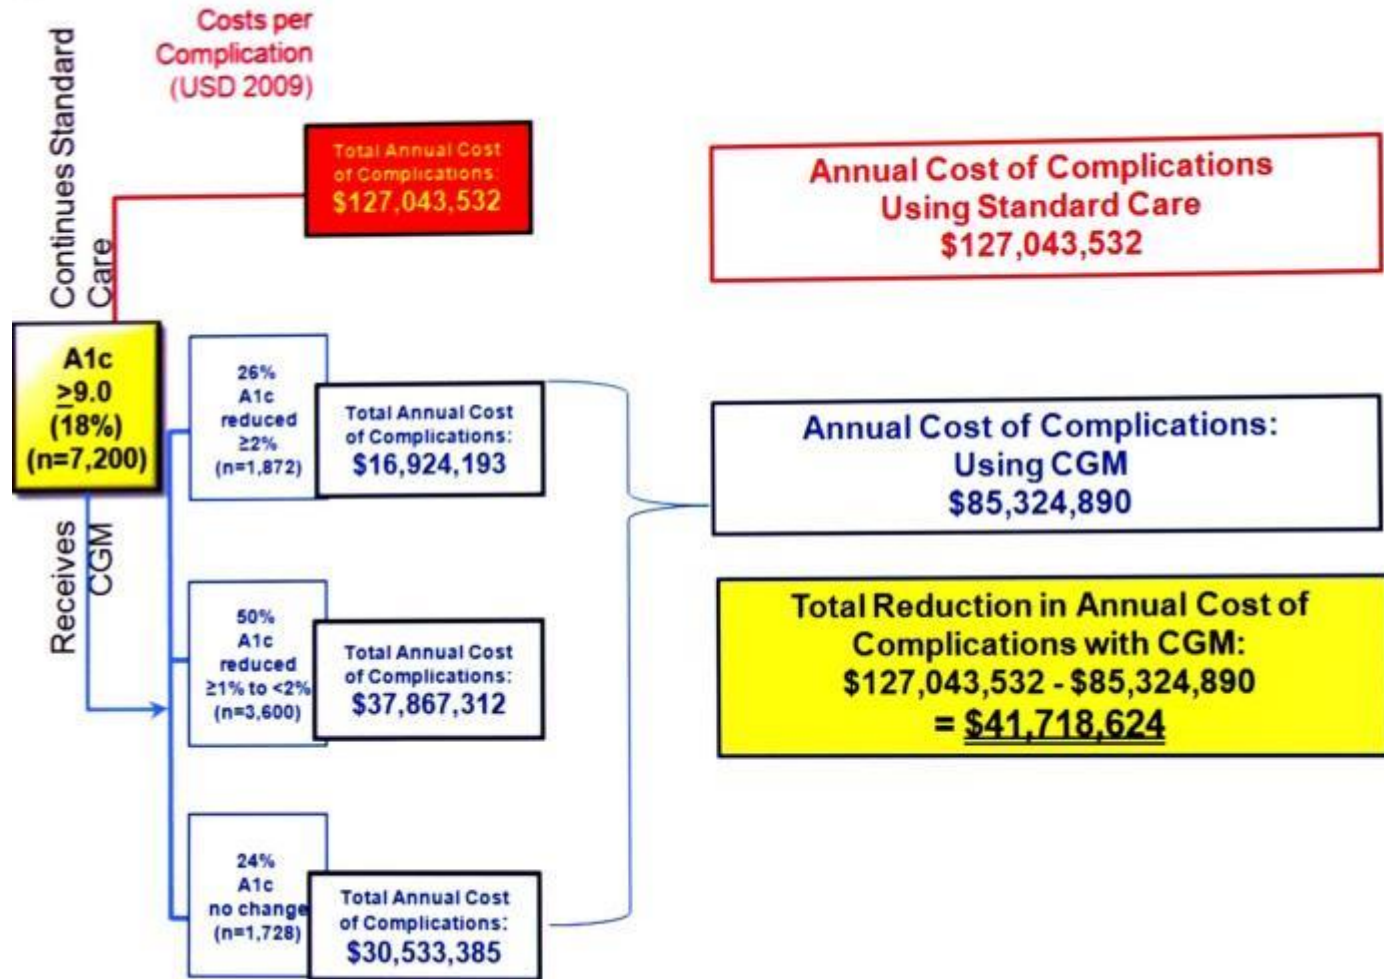 Costs per
Complication
(USD 2009)
Continues Standard
Care
Total Annual Cost
of Complications:
$127,043,532
Annual Cost of Complications
Using Standard Care
$127,043,532
A1c
≥9.0
(18%)
(n=7,200)
Receives
CGM
26%
A1c
reduced
≥2%
(n=1,872)
Total Annual Cost
of Complications:
$16,924,193
Annual Cost of Complications:
Using CGM
$85,324,890
50%
A1c
reduced
≥1% to <2%
(n=3,600)
Total Annual Cost
of Complications:
$37,867,312
Total Reduction in Annual Cost of
Complications with CGM:
$127,043,532 - $85,324,890
= $41,718,624
24%
A1c
no change
(n=1,728)
Total Annual Cost
of Complications:
$30,533,385